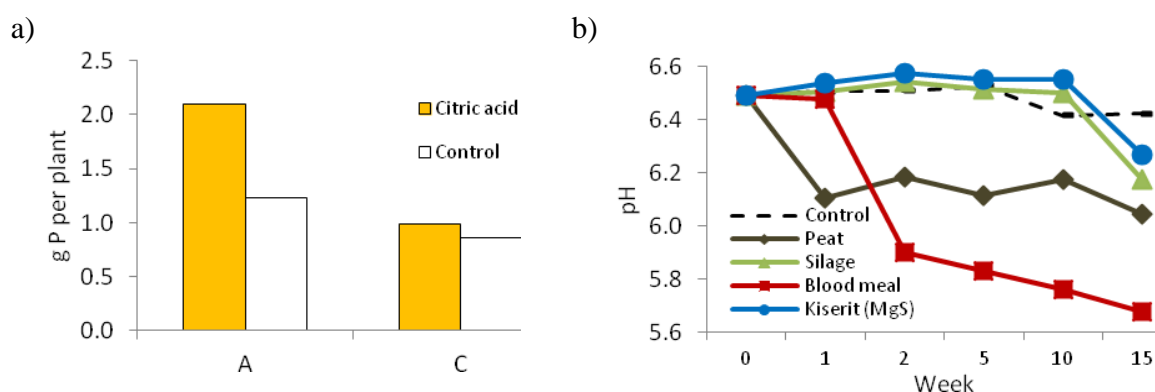 a)
2.5
2.0
1.5
1.0
0.5
0.0
g P per plant
Citric acid
Control
A
C
b)
6.6
6.4
6.2
6.0
5.8
5.6
pH
Control
Peat
Silage
Blood meal
Kiserit (MgS)
0 1 2 5 10 15
Week